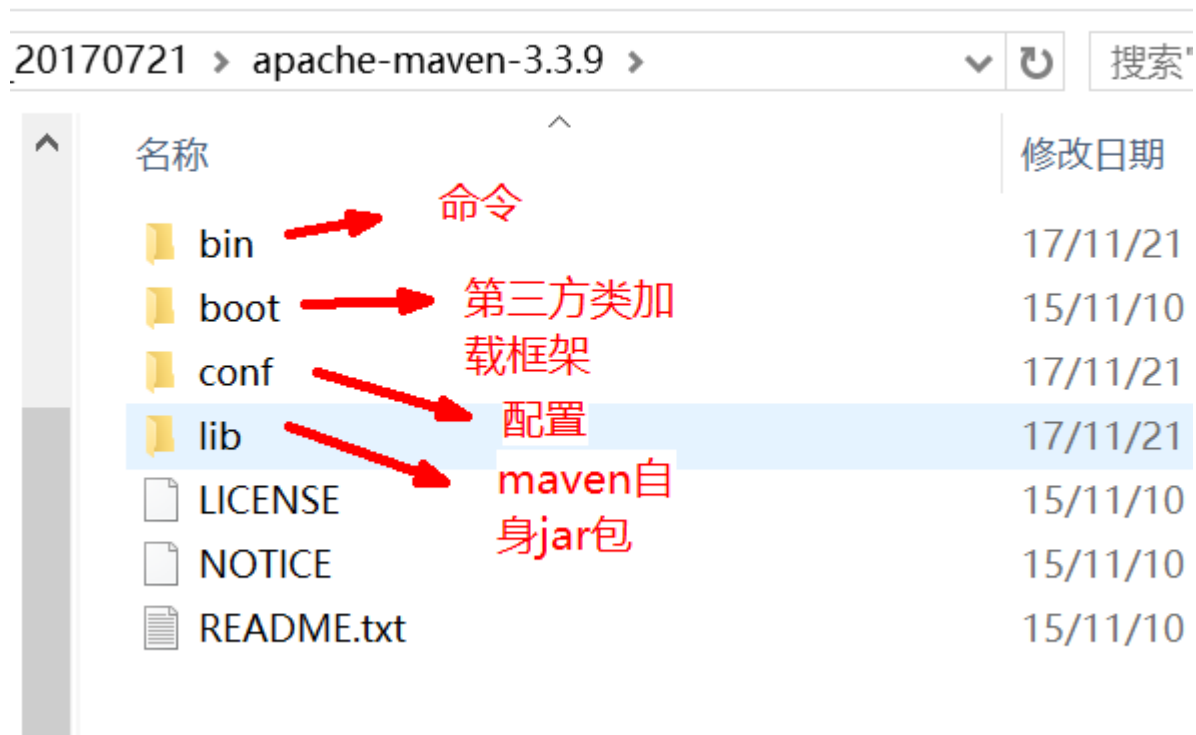 _20170721 > apache-maven-3.3.9 > 搜索"
名称 修改日期
命令
bin 17/11/21
boot 第三方类加 15/11/10
载框架
conf 17/11/21
配置
lib 17/11/21
maven自
LICENSE 15/11/10
身jar包
NOTICE 15/11/10
README.txt 15/11/10